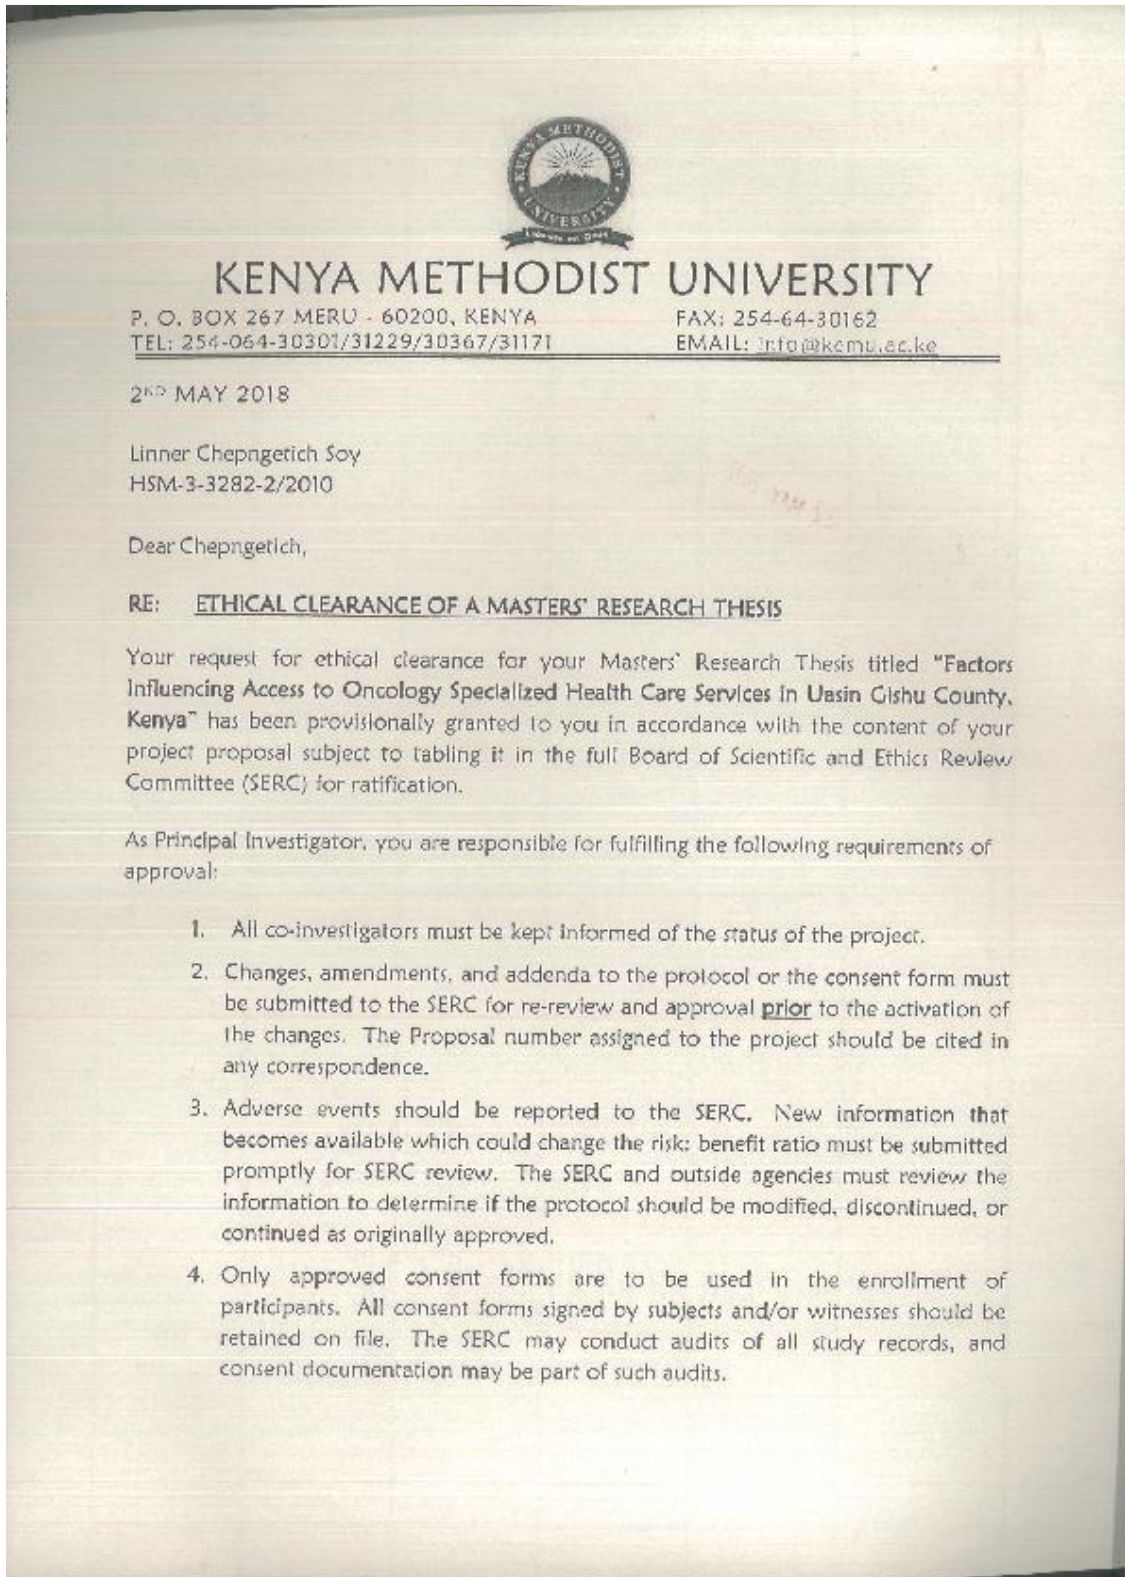 KENYA METHODIST
UNIVERSITY
KENYA METHODIST UNIVERSITY
P. O. BOX 267 MERU - 60200, KENYA
FAX: 254-64-30162
TEL: 254-064-30301/31229/30367/31171
EMAIL: info@kemu.ac.ke
2ND MAY 2018
Linner Chepngetich Soy
HSM-3-3282-2/2010
Dear Chepngetich,
RE: ETHICAL CLEARANCE OF A MASTERS' RESEARCH THESIS
Your request for ethical clearance for your Masters' Research Thesis titled "Factors
Influencing Access to Oncology Specialized Health Care Services in Uasin Gishu County,
Kenya" has been provisionally granted to you in accordance with the content of your
project proposal subject to tabling it in the full Board of Scientific and Ethics Review
Committee (SERC) for ratification.
As Principal Investigator, you are responsible for fulfilling the following requirements of
approval:
1. All co-investigators must be kept informed of the status of the project.
2. Changes, amendments, and addenda to the protocol or the consent form must
be submitted to the SERC for re-review and approval prior to the activation of
the changes. The Proposal number assigned to the project should be cited in
any correspondence.
3. Adverse events should be reported to the SERC. New information that
becomes available which could change the risk: benefit ratio must be submitted
promptly for SERC review. The SERC and outside agencies must review the
information to determine if the protocol should be modified, discontinued, or
continued as originally approved.
4. Only approved consent forms are to be used in the enrollment of
participants. All consent forms signed by subjects and/or witnesses should be
retained on file. The SERC may conduct audits of all study records, and
consent documentation may be part of such audits.